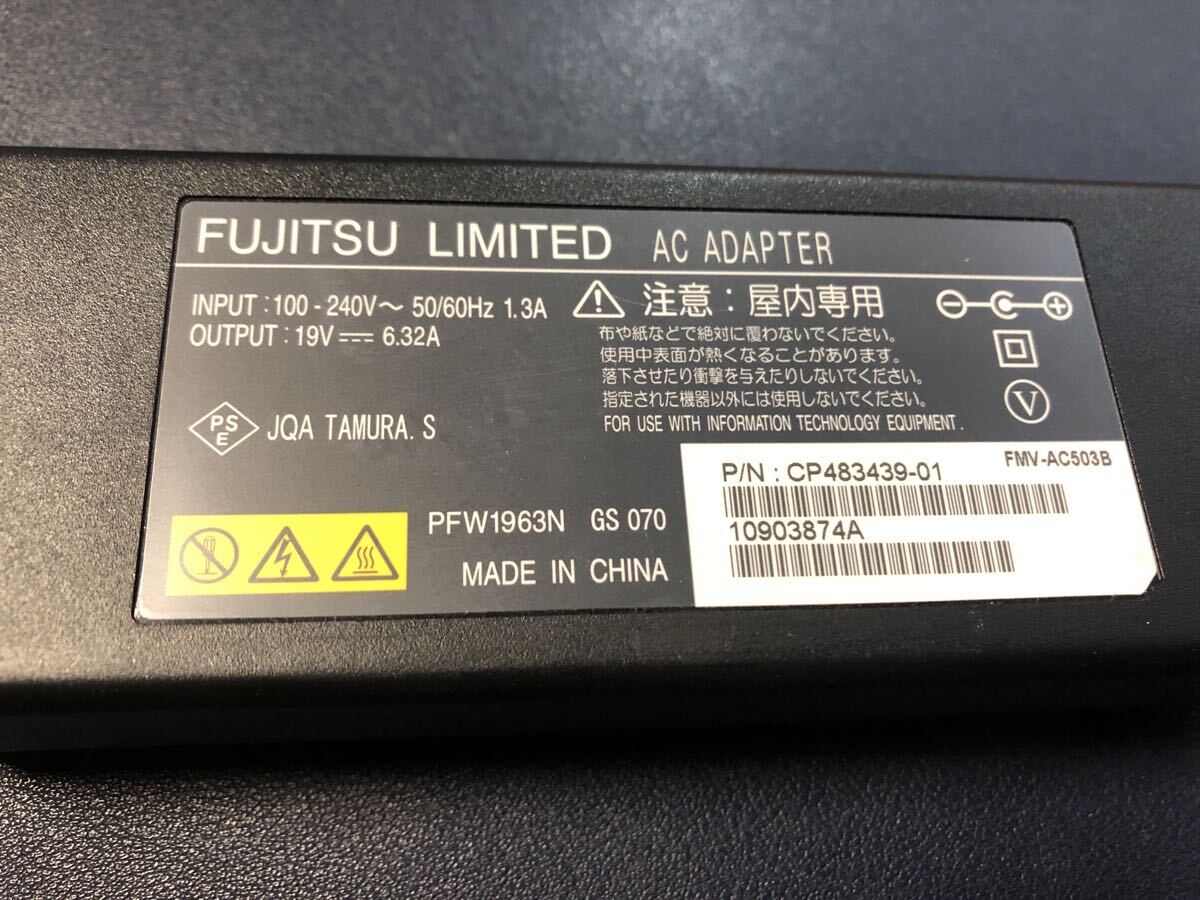 FUJITSU LIMITED AC ADAPTER
INPUT : 100 - 240V～ 50/60Hz 1.3A
OUTPUT : 19V⎓ 6.32A
注意：屋内専用
布や紙などで絶対に覆わないでください。
使用中表面が熱くなることがあります。
落下させたり衝撃を与えたりしないでください。
指定された機器以外には使用しないでください。
FOR USE WITH INFORMATION TECHNOLOGY EQUIPMENT .
V
PS
E
JQA TAMURA. S
P/N : CP483439-01
FMV-AC503B
10903874A
PFW1963N GS 070
MADE IN CHINA